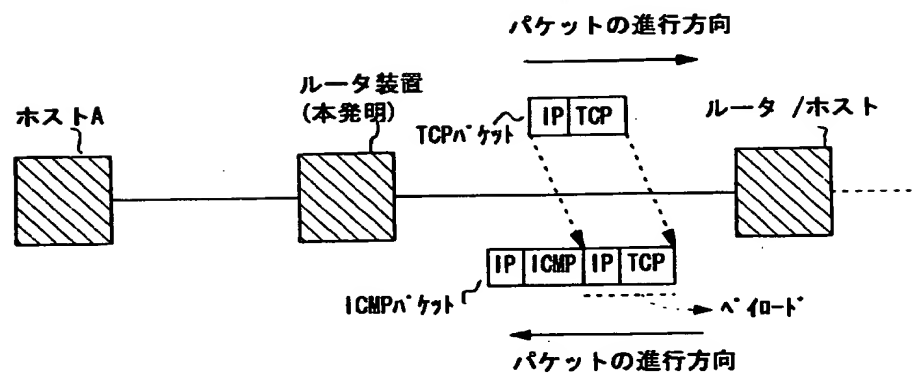 パケットの進行方向
ホストA
ルータ装置
(本発明)
TCPパケット
IP TCP
ルータ /ホスト
IP ICMP IP TCP
ICMPパケット
ペイロード
パケットの進行方向